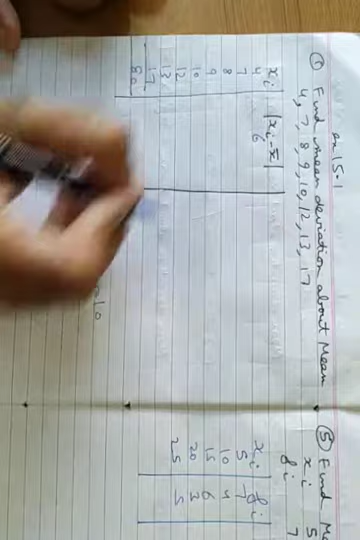 ex 15.1
① Find mean deviation about Mean
4, 7, 8, 9, 10, 12, 13, 17
xi |xi - x̄|
4 6
7
8
9
10
12
13
17
80
10
⑤ Find
xi 5
fi 7
xi fi
5 7
10 4
15 6
20 3
25 5